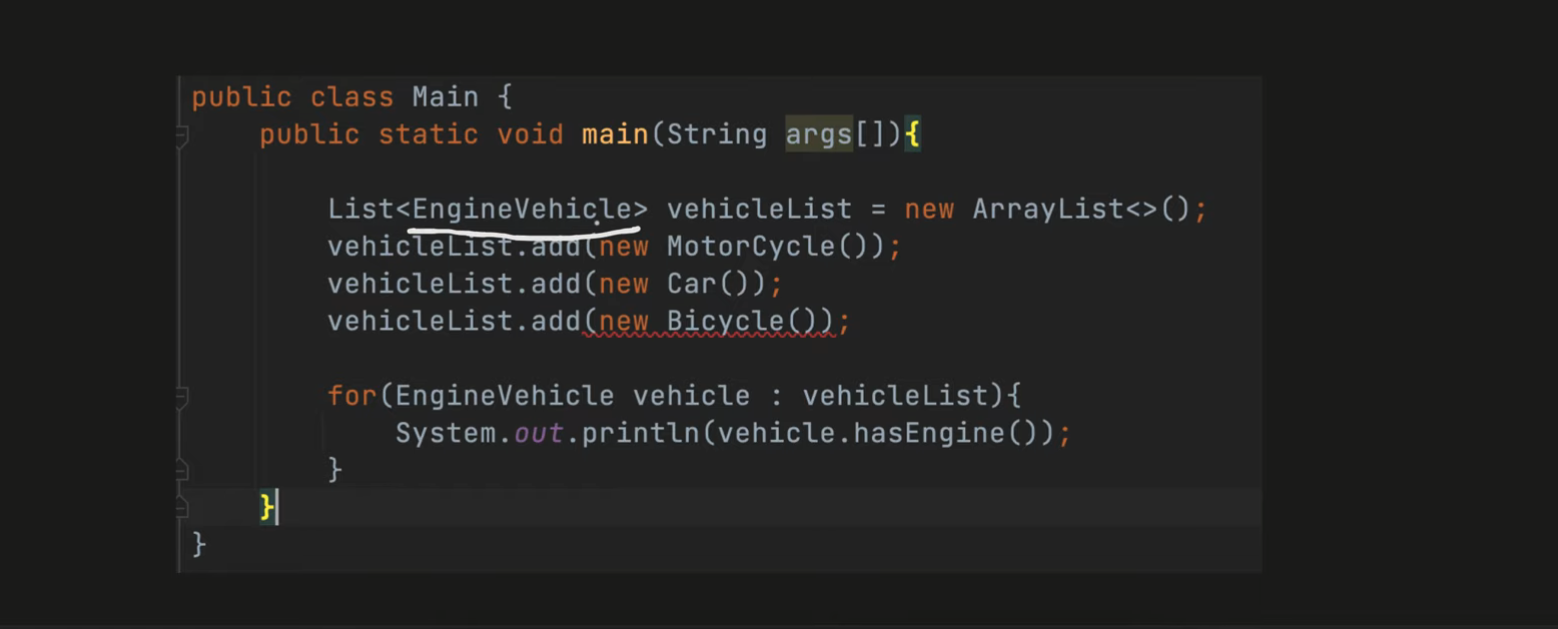 public class Main {
public static void main(String args[]){
List<EngineVehicle> vehicleList = new ArrayList<>();
vehicleList.add(new MotorCycle());
vehicleList.add(new Car());
vehicleList.add(new Bicycle());
for(EngineVehicle vehicle : vehicleList){
System.out.println(vehicle.hasEngine());
}
}
}